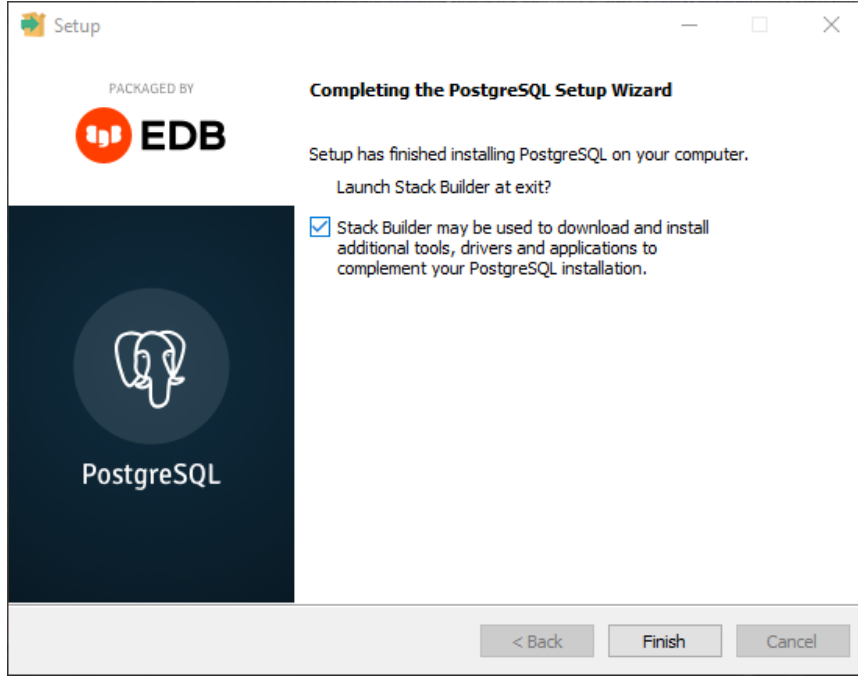 Setup
PACKAGED BY
EDB
PostgreSQL
Completing the PostgreSQL Setup Wizard
Setup has finished installing PostgreSQL on your computer.
Launch Stack Builder at exit?
Stack Builder may be used to download and install
additional tools, drivers and applications to
complement your PostgreSQL installation.
< Back
Finish
Cancel